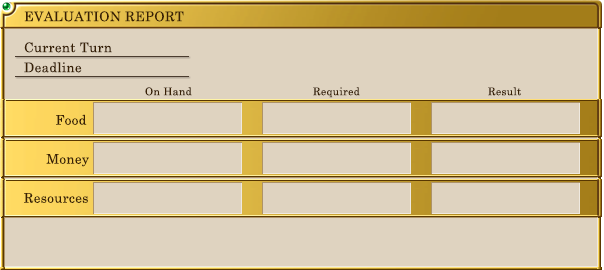 EVALUATION REPORT
Current Turn
Deadline
On Hand Required Result
Food
Money
Resources